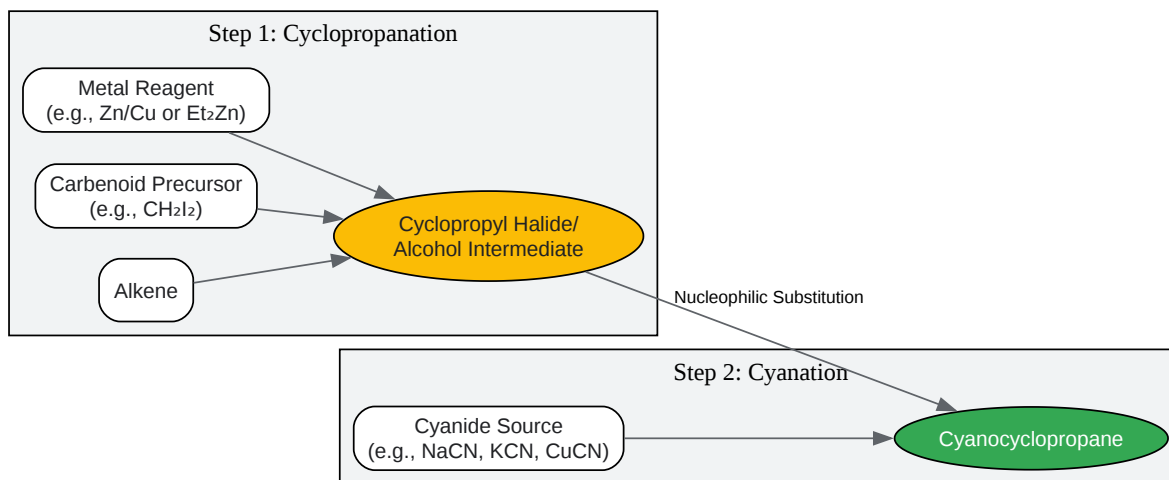 Step 1: Cyclopropanation
Metal Reagent
(e.g., Zn/Cu or Et₂Zn)
Carbenoid Precursor
(e.g., CH₂I₂)
Alkene
Cyclopropyl Halide/
Alcohol Intermediate
Nucleophilic Substitution
Step 2: Cyanation
Cyanide Source
(e.g., NaCN, KCN, CuCN)
Cyanocyclopropane